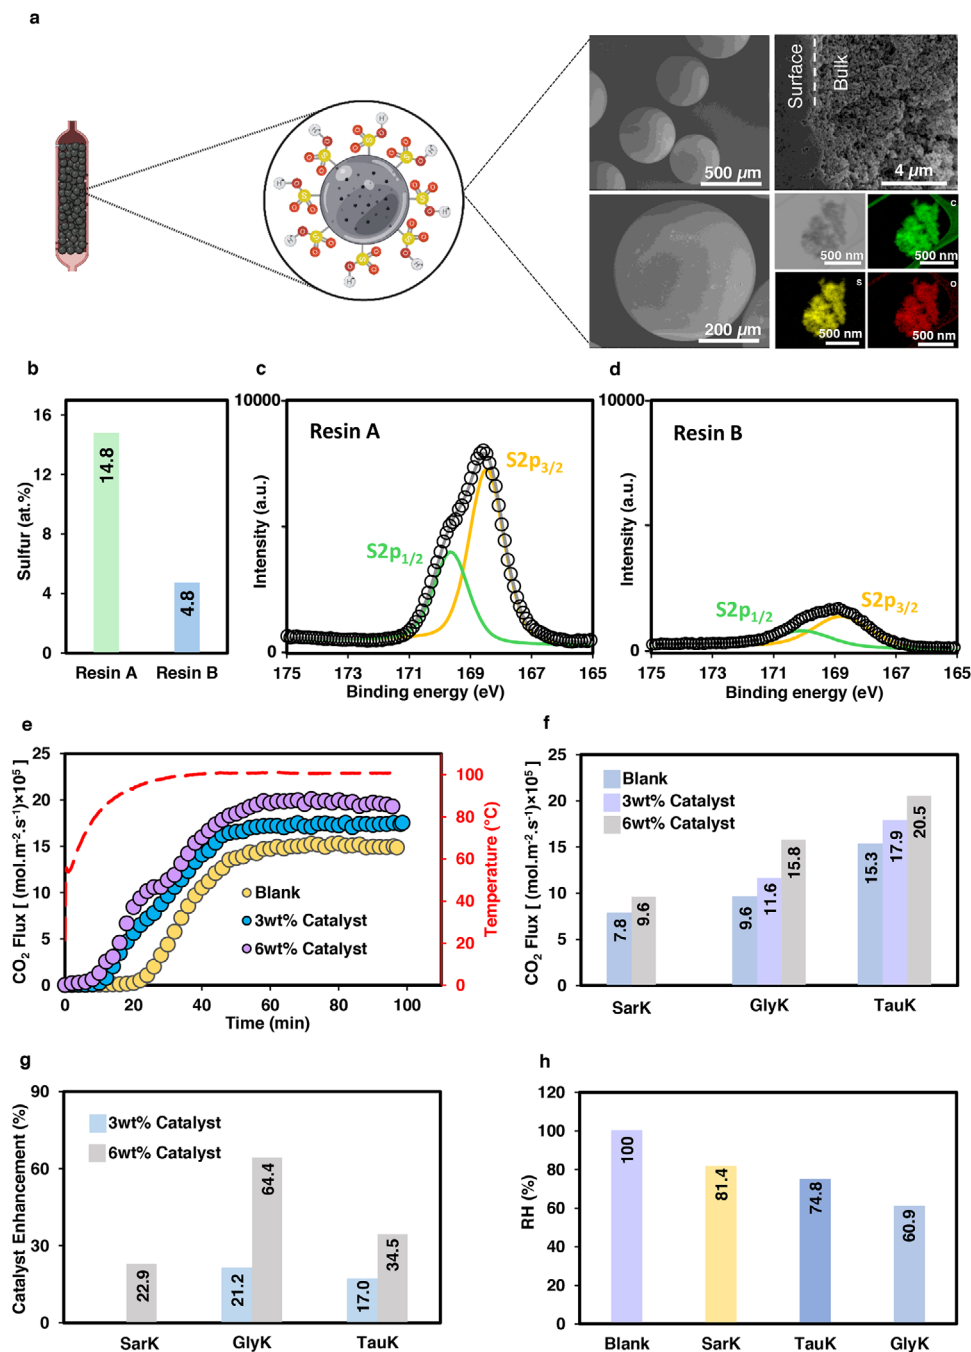 a
Surface
Bulk
500 µm
4 µm
200 µm
500 nm
C
500 nm
S
500 nm
O
500 nm
b
Sulfur (at.%)
16
12
8
4
0
14.8
4.8
Resin A
Resin B
c
10000
Resin A
S2p3/2
S2p1/2
Intensity (a.u.)
0
175
173
171
169
167
165
Binding energy (eV)
d
10000
Resin B
S2p1/2
S2p3/2
Intensity (a.u.)
0
175
173
171
169
167
165
Binding energy (eV)
e
CO2 Flux [ (mol.m-2.s-1)×10^5 ]
25
20
15
10
5
0
Blank
3wt% Catalyst
6wt% Catalyst
100
80
60
40
20
0
Temperature (°C)
0
20
40
60
80
100
Time (min)
f
CO2 Flux [ (mol.m-2.s-1)×10^5 ]
25
20
15
10
5
0
Blank
3wt% Catalyst
6wt% Catalyst
7.8
9.6
9.6
11.6
15.8
15.3
17.9
20.5
SarK
GlyK
TauK
g
Catalyst Enhancement (%)
90
60
30
0
3wt% Catalyst
6wt% Catalyst
22.9
21.2
64.4
17.0
34.5
SarK
GlyK
TauK
h
RH (%)
120
100
80
60
40
20
0
100
81.4
74.8
60.9
Blank
SarK
TauK
GlyK